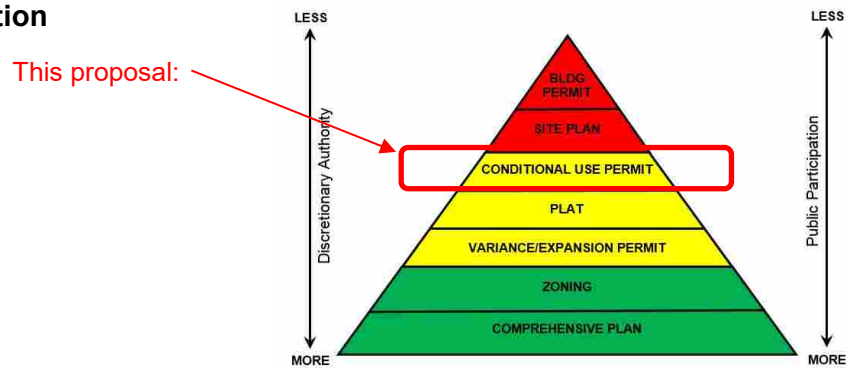 tion
LESS
LESS
This proposal:
BLDG
PERMIT
SITE PLAN
CONDITIONAL USE PERMIT
PLAT
VARIANCE/EXPANSION PERMIT
ZONING
COMPREHENSIVE PLAN
Discretionary Authority
Public Participation
MORE
MORE